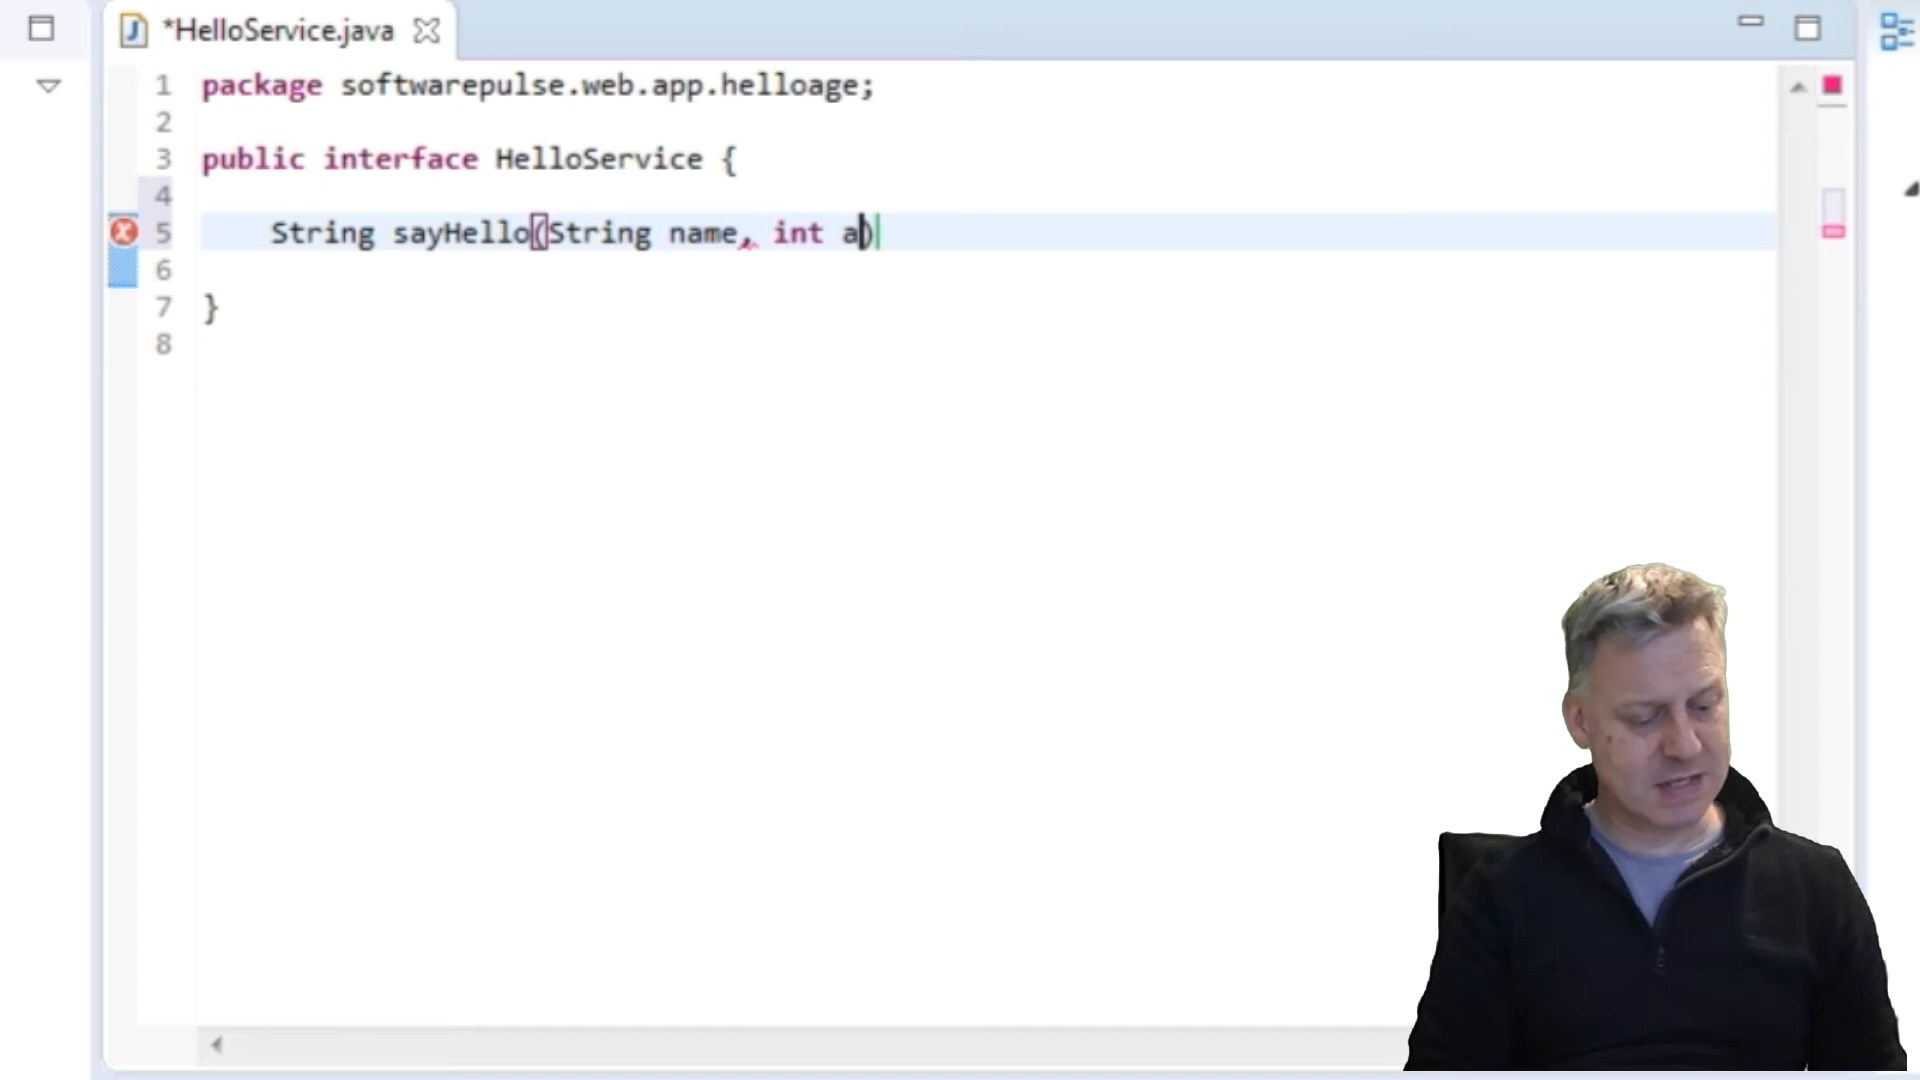 *HelloService.java
1 package softwarepulse.web.app.helloage;
2
3 public interface HelloService {
4
5 String sayHello(String name, int a)
6
7 }
8